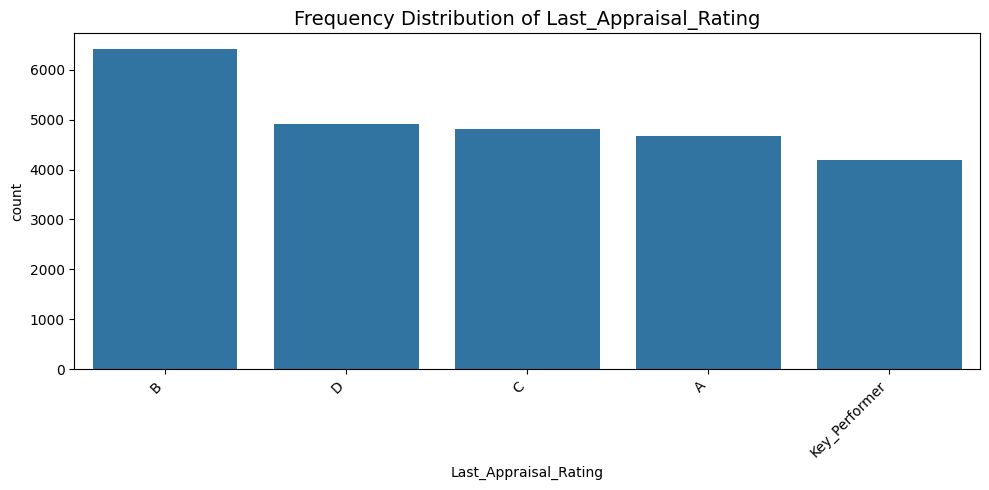 Frequency Distribution of Last_Appraisal_Rating
6000
5000
4000
3000
2000
1000
0
count
B
D
C
A
Key_Performer
Last_Appraisal_Rating